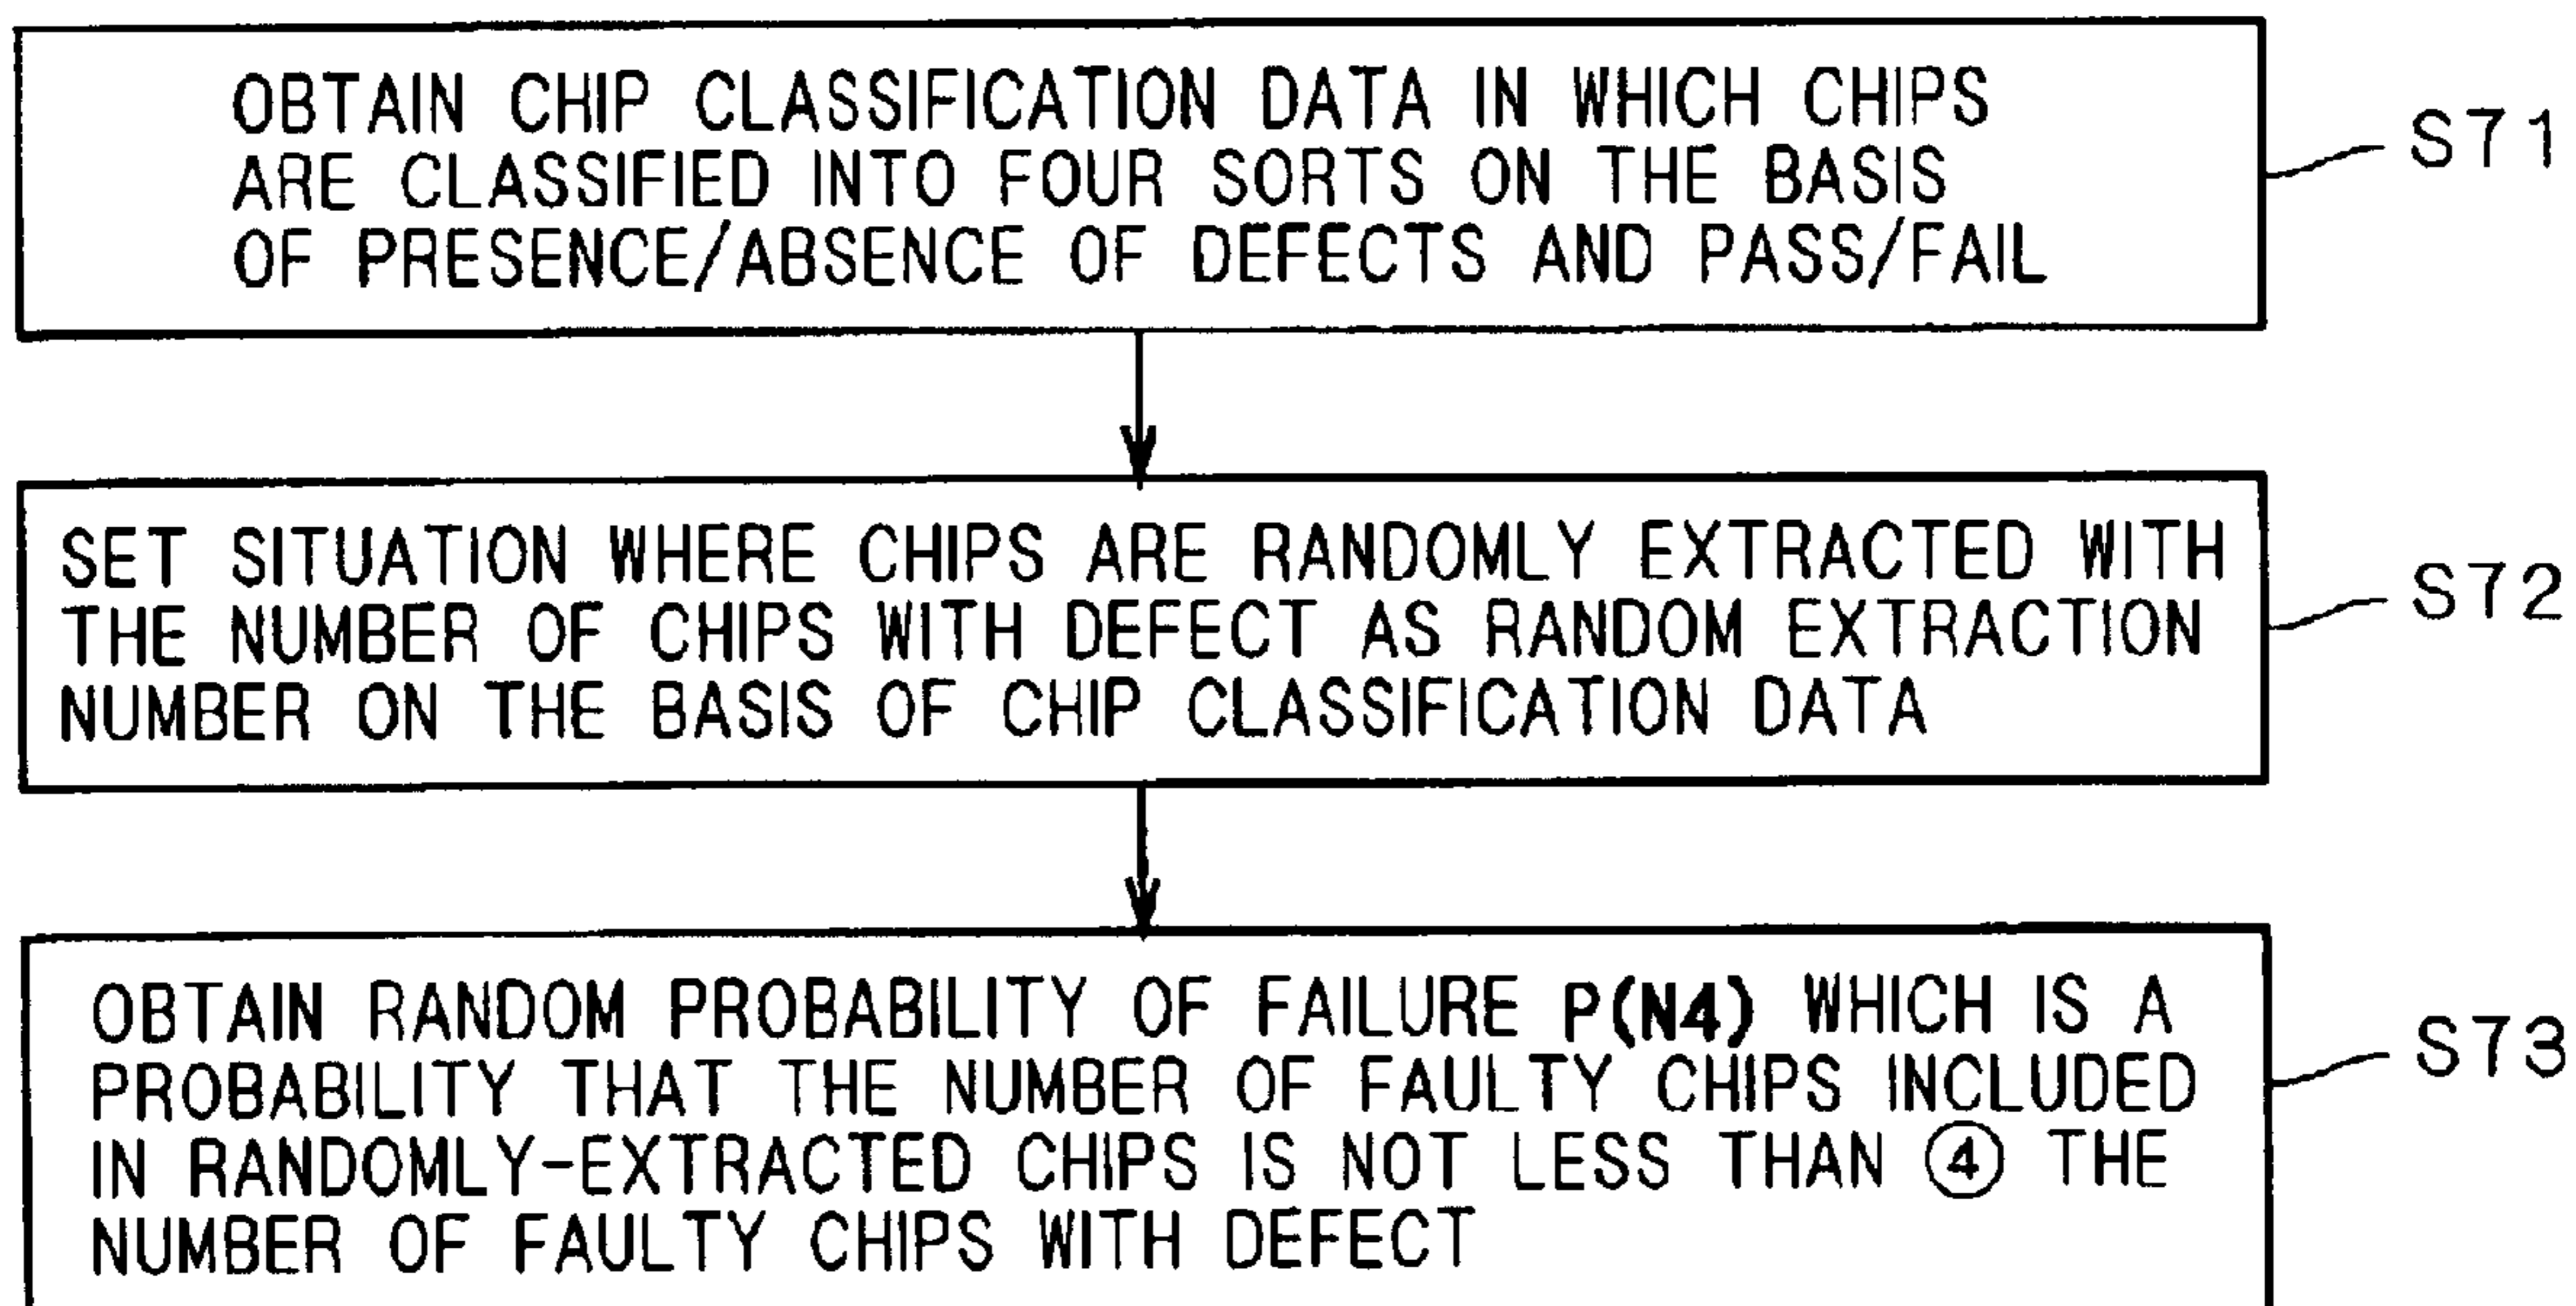 OBTAIN CHIP CLASSIFICATION DATA IN WHICH CHIPS
ARE CLASSIFIED INTO FOUR SORTS ON THE BASIS
OF PRESENCE/ABSENCE OF DEFECTS AND PASS/FAIL
S71
SET SITUATION WHERE CHIPS ARE RANDOMLY EXTRACTED WITH
THE NUMBER OF CHIPS WITH DEFECT AS RANDOM EXTRACTION
NUMBER ON THE BASIS OF CHIP CLASSIFICATION DATA
S72
OBTAIN RANDOM PROBABILITY OF FAILURE P(N4) WHICH IS A
PROBABILITY THAT THE NUMBER OF FAULTY CHIPS INCLUDED
IN RANDOMLY-EXTRACTED CHIPS IS NOT LESS THAN ④ THE
NUMBER OF FAULTY CHIPS WITH DEFECT
S73